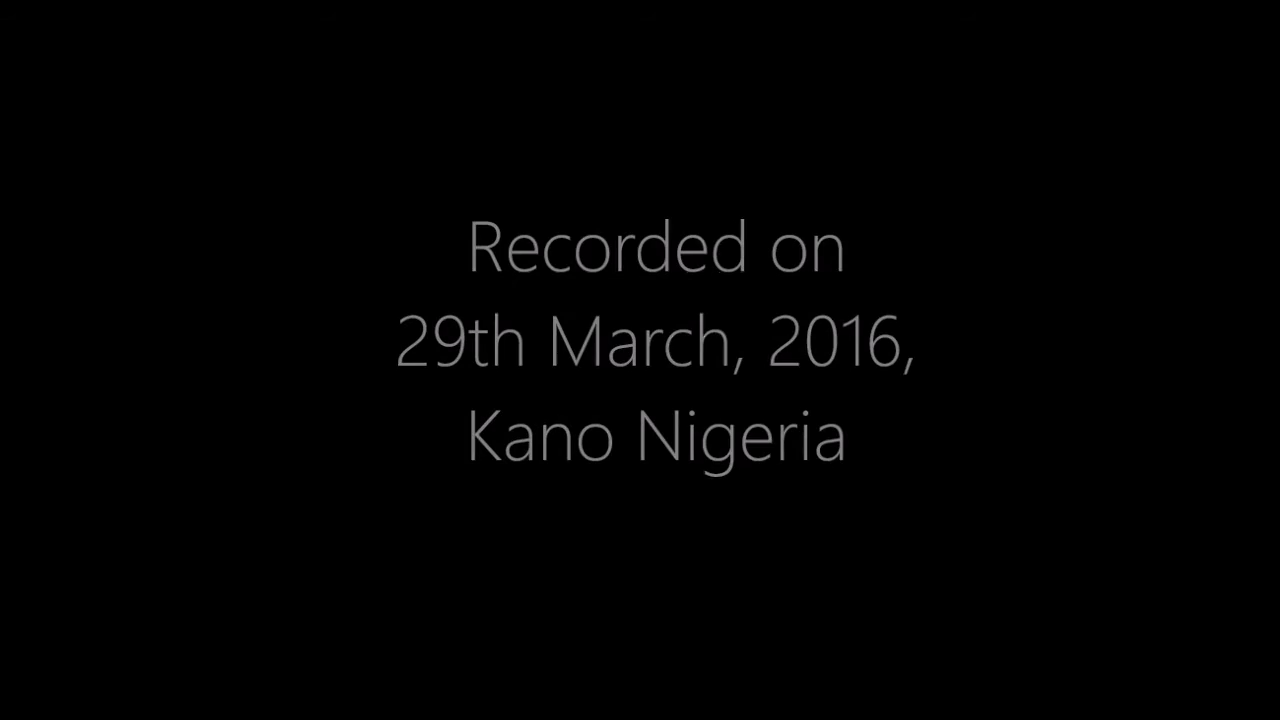 Recorded on
29th March, 2016,
Kano Nigeria